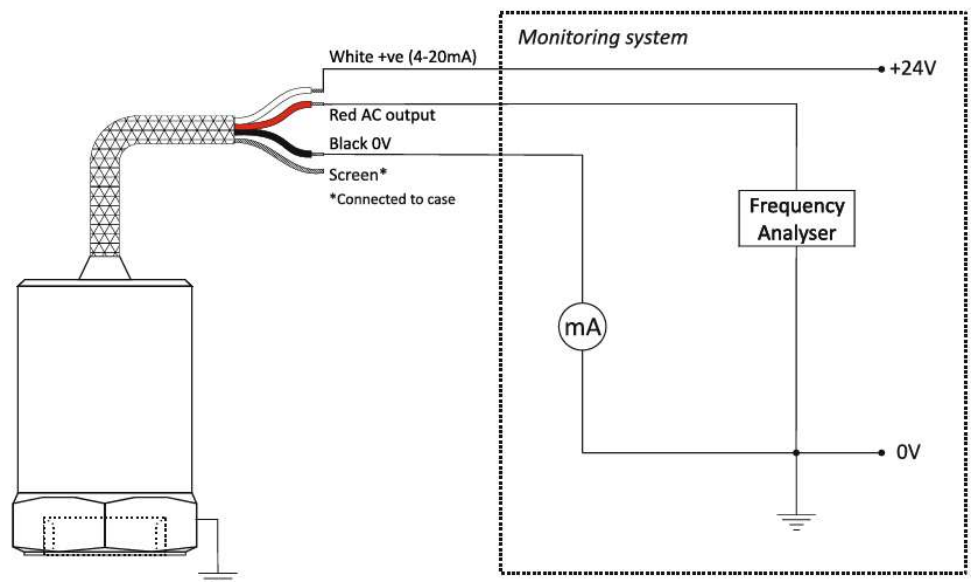 Monitoring system
White +ve (4-20mA)
+24V
Red AC output
Black 0V
Screen*
*Connected to case
Frequency
Analyser
mA
0V